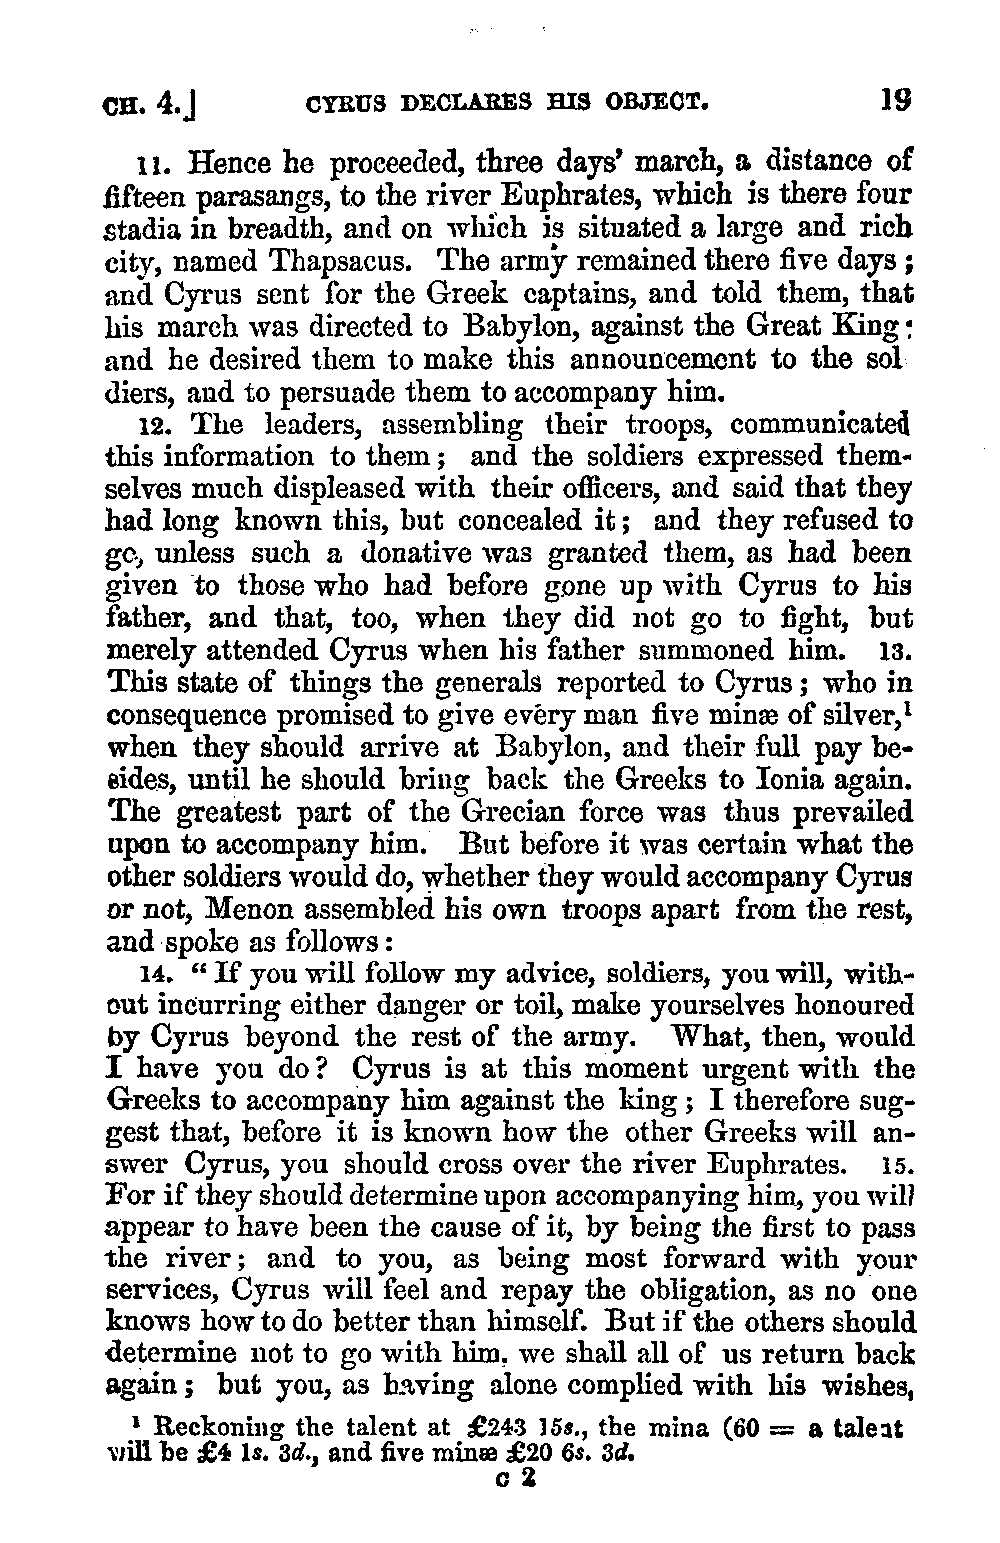 CH. 4.] CYRUS DECLARES HIS OBJECT. 19
11. Hence he proceeded, three days' march, a distance of
fifteen parasangs, to the river Euphrates, which is there four
stadia in breadth, and on which is situated a large and rich
city, named Thapsacus. The army remained there five days;
and Cyrus sent for the Greek captains, and told them, that
his march was directed to Babylon, against the Great King:
and he desired them to make this announcement to the sol
diers, and to persuade them to accompany him.
12. The leaders, assembling their troops, communicated
this information to them; and the soldiers expressed them-
selves much displeased with their officers, and said that they
had long known this, but concealed it; and they refused to
go, unless such a donative was granted them, as had been
given to those who had before gone up with Cyrus to his
father, and that, too, when they did not go to fight, but
merely attended Cyrus when his father summoned him. 13.
This state of things the generals reported to Cyrus; who in
consequence promised to give every man five minæ of silver,¹
when they should arrive at Babylon, and their full pay be-
sides, until he should bring back the Greeks to Ionia again.
The greatest part of the Grecian force was thus prevailed
upon to accompany him. But before it was certain what the
other soldiers would do, whether they would accompany Cyrus
or not, Menon assembled his own troops apart from the rest,
and spoke as follows:
14. “If you will follow my advice, soldiers, you will, with-
out incurring either danger or toil, make yourselves honoured
by Cyrus beyond the rest of the army. What, then, would
I have you do? Cyrus is at this moment urgent with the
Greeks to accompany him against the king; I therefore sug-
gest that, before it is known how the other Greeks will an-
swer Cyrus, you should cross over the river Euphrates. 15.
For if they should determine upon accompanying him, you will
appear to have been the cause of it, by being the first to pass
the river; and to you, as being most forward with your
services, Cyrus will feel and repay the obligation, as no one
knows how to do better than himself. But if the others should
determine not to go with him, we shall all of us return back
again; but you, as having alone complied with his wishes,
¹ Reckoning the talent at £243 15s., the mina (60 = a talent
will be £4 1s. 3d., and five minæ £20 6s. 3d.
C 2